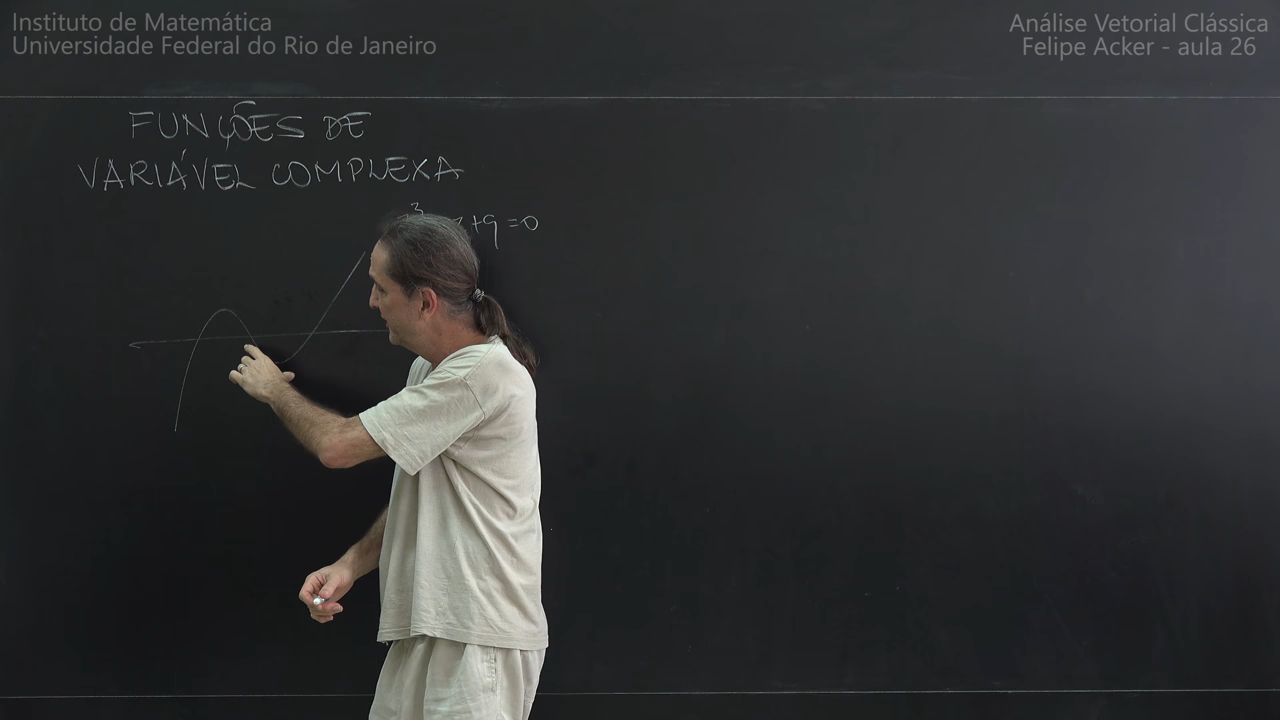 Instituto de Matemática
Universidade Federal do Rio de Janeiro
Análise Vetorial Clássica
Felipe Acker - aula 26
FUNÇÕES DE
VARIÁVEL COMPLEXA
+q=0